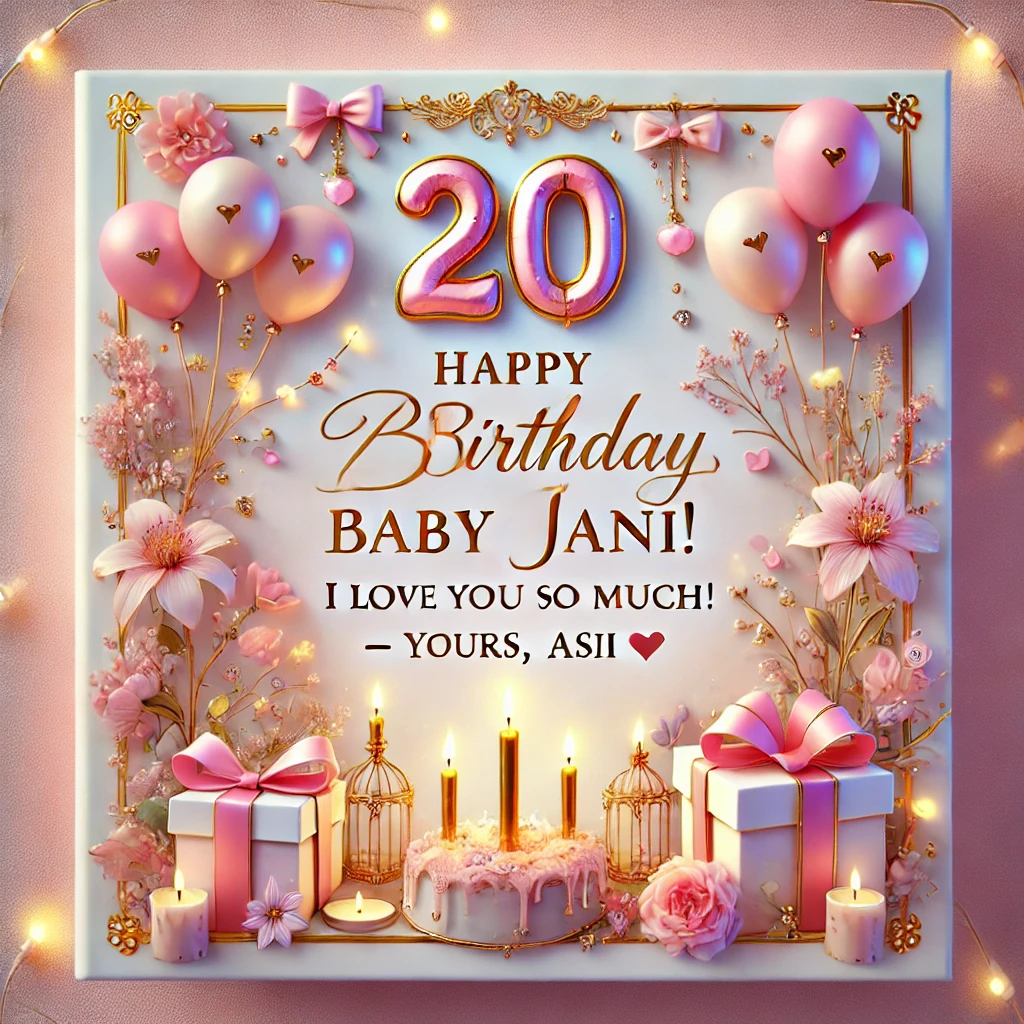 20
HAPPY
BBirthday
BABY JANI!
I LOVE YOU SO MUCH!
– YOURS, ASII ❤